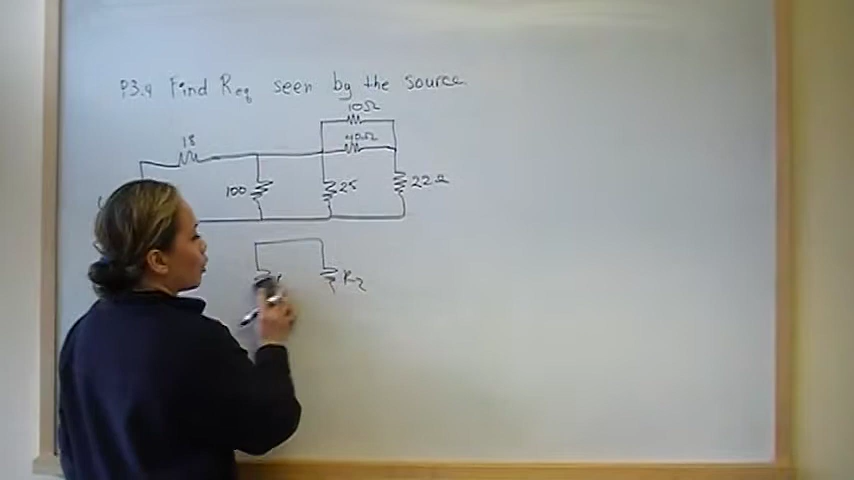 P3.9 Find Req seen by the source
10Ω
18
40Ω
100
25
22Ω
R2